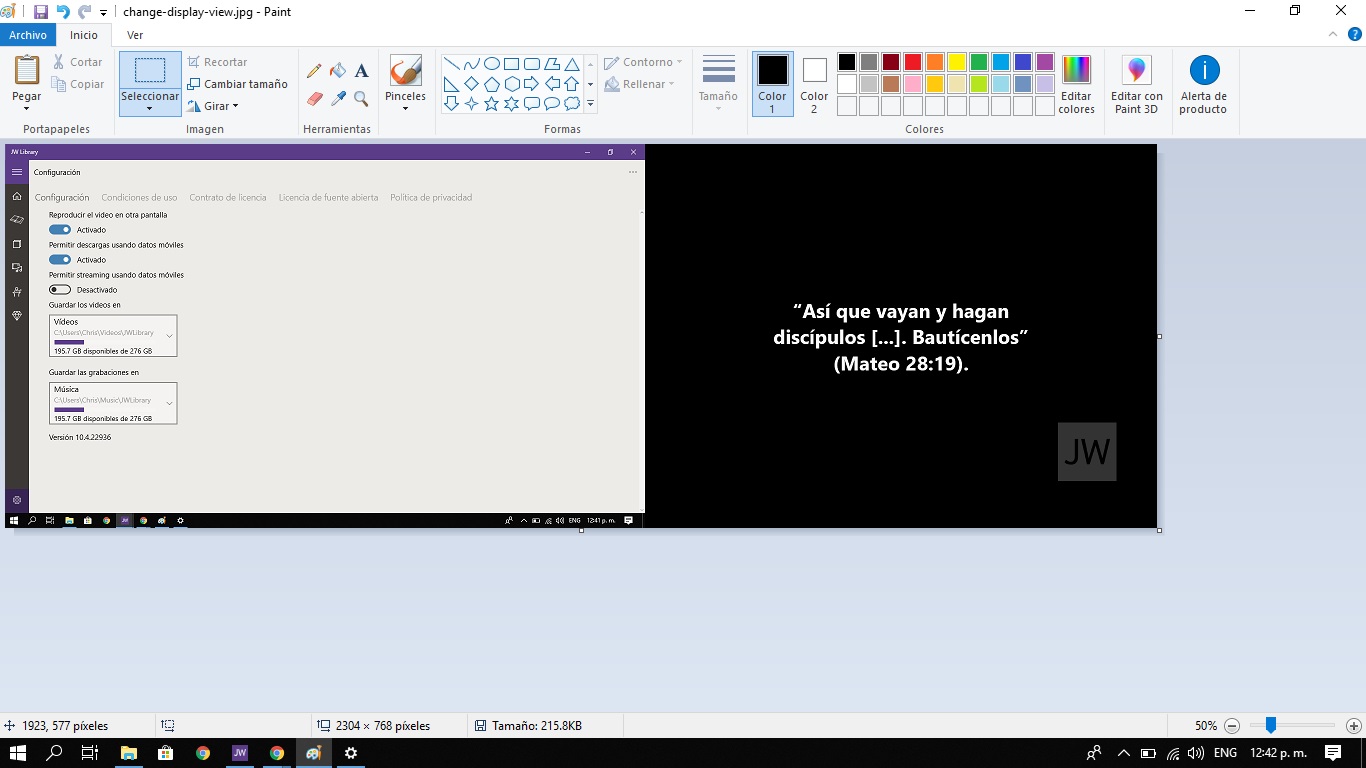 change-display-view.jpg - Paint
Archivo
Inicio
Ver
Pegar
Cortar
Copiar
Portapapeles
Seleccionar
Recortar
Cambiar tamaño
Girar
Imagen
A
Herramientas
Pinceles
Contorno
Rellenar
Formas
Tamaño
Color
1
Color
2
Editar
colores
Colores
Editar con
Paint 3D
Alerta de
producto
JW Library
Configuración
Configuración
Condiciones de uso
Contrato de licencia
Licencia de fuente abierta
Política de privacidad
Reproducir el video en otra pantalla
Activado
Permitir descargas usando datos móviles
Activado
Permitir streaming usando datos móviles
Desactivado
Guardar los videos en
Vídeos
C:\Users\Chris\Videos\JWLibrary
195.7 GB disponibles de 276 GB
Guardar las grabaciones en
Música
C:\Users\Chris\Music\JWLibrary
195.7 GB disponibles de 276 GB
Versión 10.4.22936
JW
ENG
12:41 p. m.
“Así que vayan y hagan
discípulos [...]. Bautícenlos”
(Mateo 28:19).
JW
1923, 577 píxeles
2304 × 768 píxeles
Tamaño: 215.8KB
50%
JW
ENG
12:42 p. m.